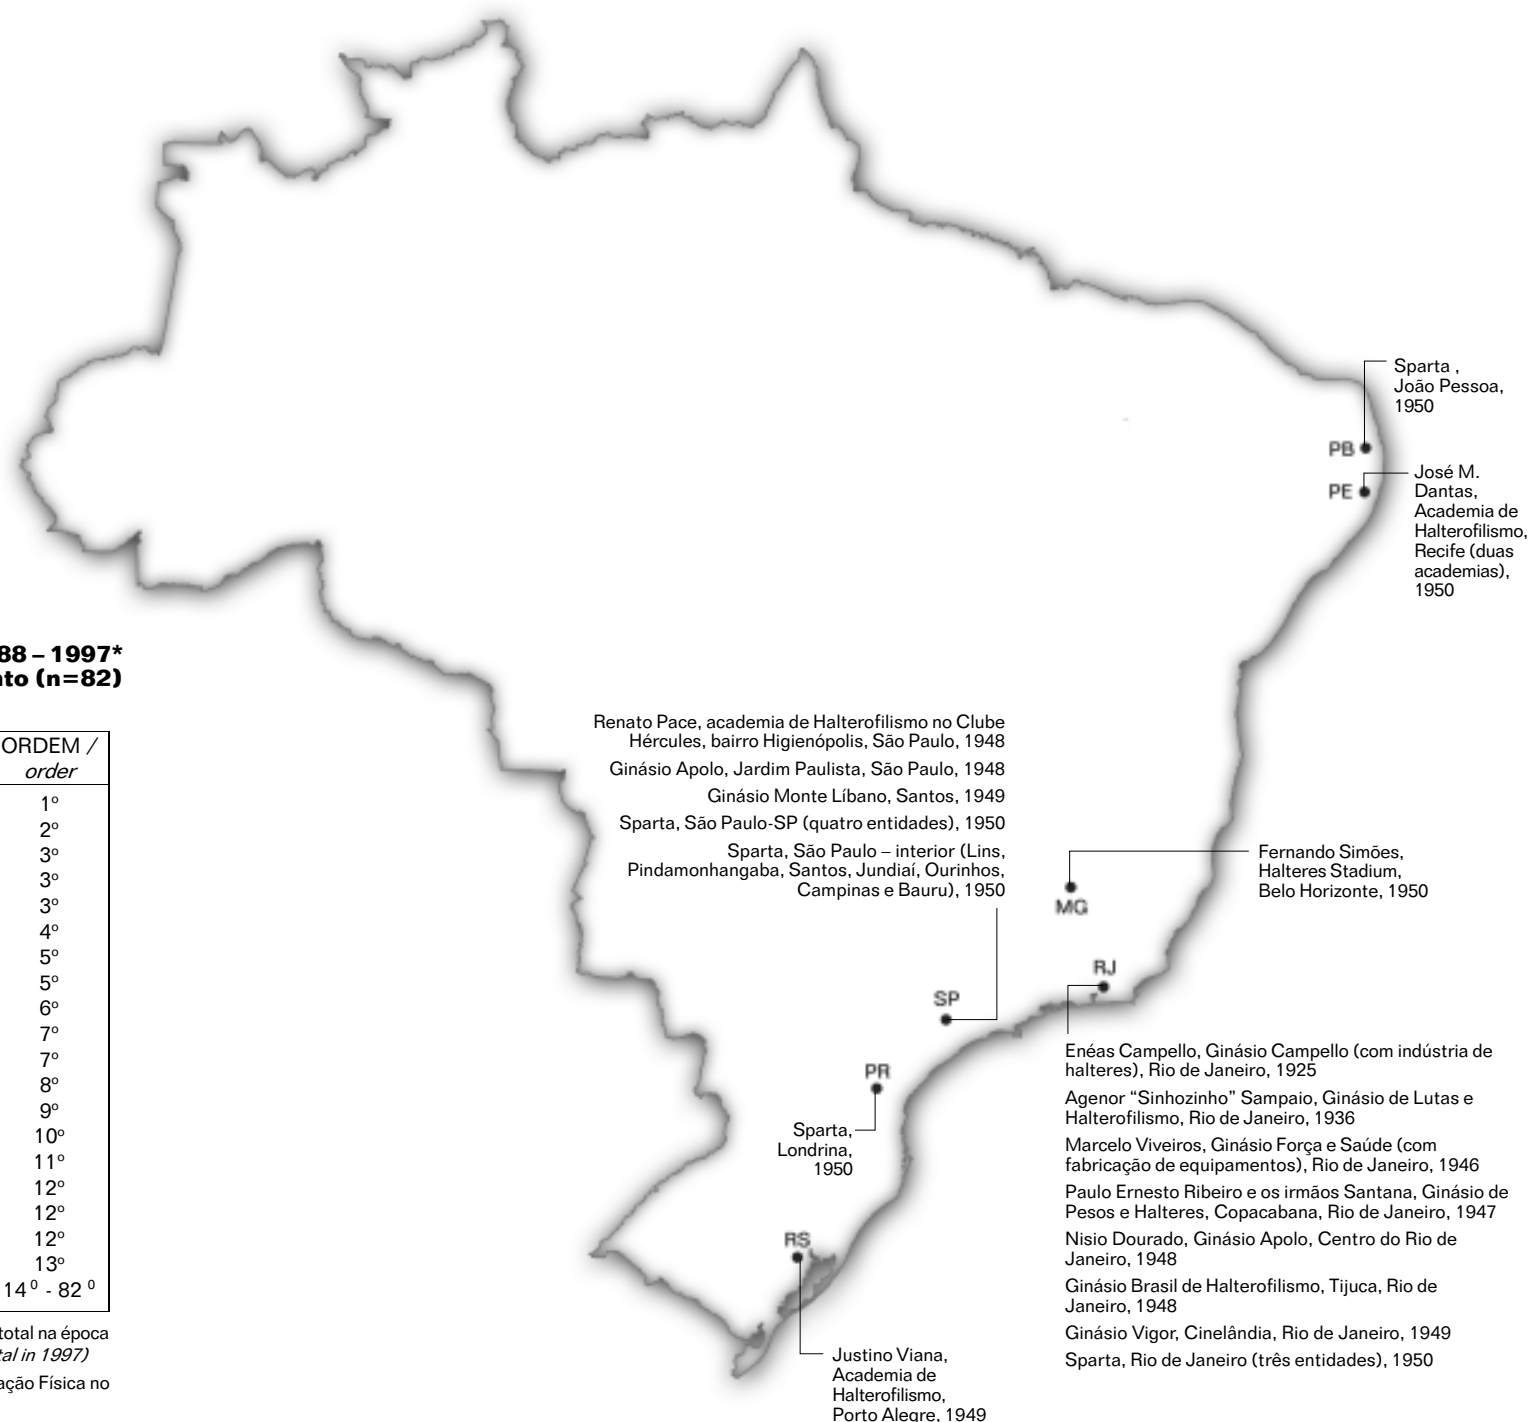 Sparta ,
João Pessoa,
1950
PB
José M.
Dantas,
Academia de
Halterofilismo,
Recife (duas
academias),
1950
PE
88 – 1997*
nto (n=82)
ORDEM /
order
1º
2º
3º
3º
3º
4º
5º
5º
6º
7º
7º
8º
9º
10º
11º
12º
12º
12º
13º
14⁰ - 82⁰
total na época
tal in 1997)
ação Física no
Renato Pace, academia de Halterofilismo no Clube
Hércules, bairro Higienópolis, São Paulo, 1948
Ginásio Apolo, Jardim Paulista, São Paulo, 1948
Ginásio Monte Líbano, Santos, 1949
Sparta, São Paulo-SP (quatro entidades), 1950
Sparta, São Paulo – interior (Lins,
Pindamonhangaba, Santos, Jundiaí, Ourinhos,
Campinas e Bauru), 1950
Fernando Simões,
Halteres Stadium,
Belo Horizonte, 1950
MG
RJ
SP
PR
Sparta,
Londrina,
1950
Enéas Campello, Ginásio Campello (com indústria de
halteres), Rio de Janeiro, 1925
Agenor “Sinhozinho” Sampaio, Ginásio de Lutas e
Halterofilismo, Rio de Janeiro, 1936
Marcelo Viveiros, Ginásio Força e Saúde (com
fabricação de equipamentos), Rio de Janeiro, 1946
Paulo Ernesto Ribeiro e os irmãos Santana, Ginásio de
Pesos e Halteres, Copacabana, Rio de Janeiro, 1947
Nisio Dourado, Ginásio Apolo, Centro do Rio de
Janeiro, 1948
Ginásio Brasil de Halterofilismo, Tijuca, Rio de
Janeiro, 1948
Ginásio Vigor, Cinelândia, Rio de Janeiro, 1949
Sparta, Rio de Janeiro (três entidades), 1950
RS
Justino Viana,
Academia de
Halterofilismo,
Porto Alegre, 1949